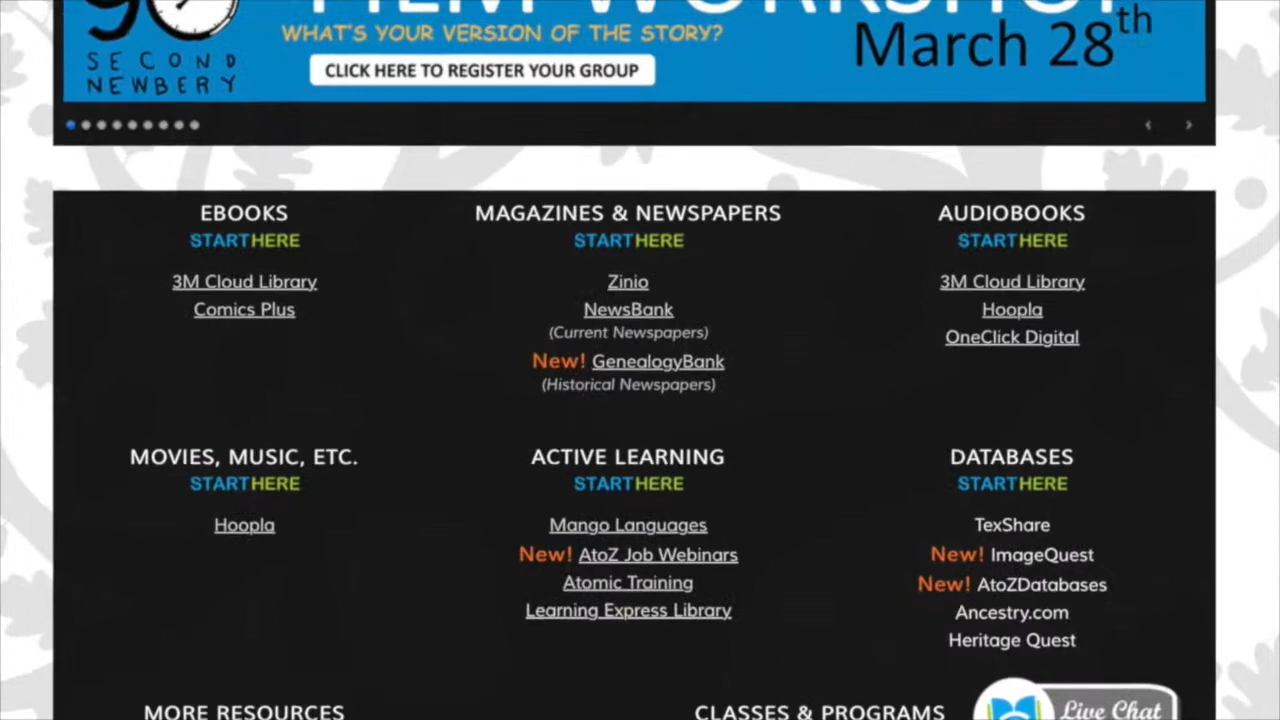 90
FILM WORKSHOP
WHAT'S YOUR VERSION OF THE STORY?
March 28th
SECOND
NEWBERY
CLICK HERE TO REGISTER YOUR GROUP
EBOOKS
STARTHERE
3M Cloud Library
Comics Plus
MAGAZINES & NEWSPAPERS
STARTHERE
Zinio
NewsBank
(Current Newspapers)
New! GenealogyBank
(Historical Newspapers)
AUDIOBOOKS
STARTHERE
3M Cloud Library
Hoopla
OneClick Digital
MOVIES, MUSIC, ETC.
STARTHERE
Hoopla
ACTIVE LEARNING
STARTHERE
Mango Languages
New! AtoZ Job Webinars
Atomic Training
Learning Express Library
DATABASES
STARTHERE
TexShare
New! ImageQuest
New! AtoZDatabases
Ancestry.com
Heritage Quest
MORE RESOURCES
CLASSES & PROGRAMS
Live Chat